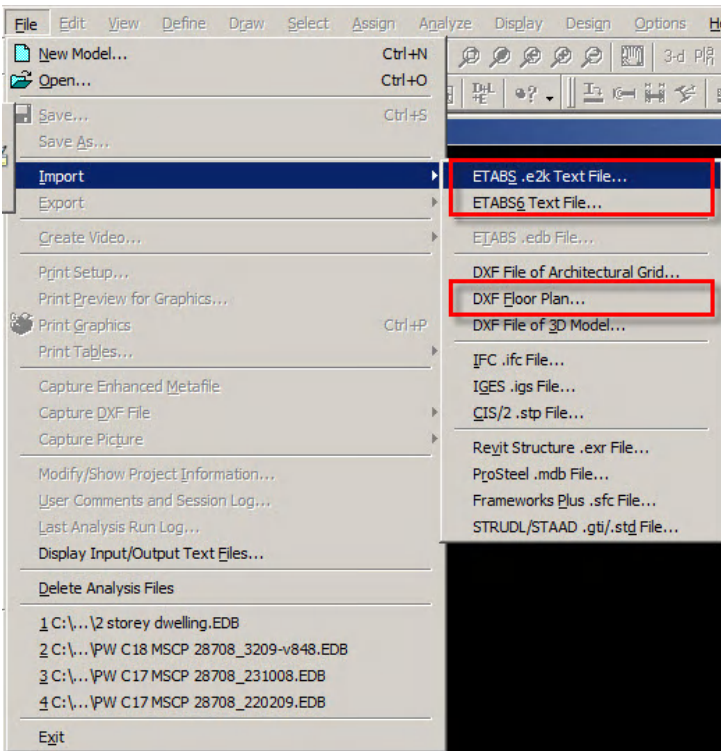 File Edit View Define Draw Select Assign Analyze Display Design Options
New Model... Ctrl+N
Open... Ctrl+O
3-d
Save... Ctrl+S
Save As...
Import
Export
Create Video...
Print Setup...
Print Preview for Graphics...
Print Graphics Ctrl+P
Print Tables...
Capture Enhanced Metafile
Capture DXF File
Capture Picture
Modify/Show Project Information...
User Comments and Session Log...
Last Analysis Run Log...
Display Input/Output Text Files...
Delete Analysis Files
1 C:\...\2 storey dwelling.EDB
2 C:\...\PW C18 MSCP 28708_3209-v848.EDB
3 C:\...\PW C17 MSCP 28708_231008.EDB
4 C:\...\PW C17 MSCP 28708_220209.EDB
Exit
ETABS .e2k Text File...
ETABS6 Text File...
ETABS .edb File...
DXF File of Architectural Grid...
DXF Floor Plan...
DXF File of 3D Model...
IFC .ifc File...
IGES .igs File...
CIS/2 .stp File...
Revit Structure .exr File...
ProSteel .mdb File...
Frameworks Plus .sfc File...
STRUDL/STAAD .gti/.std File...